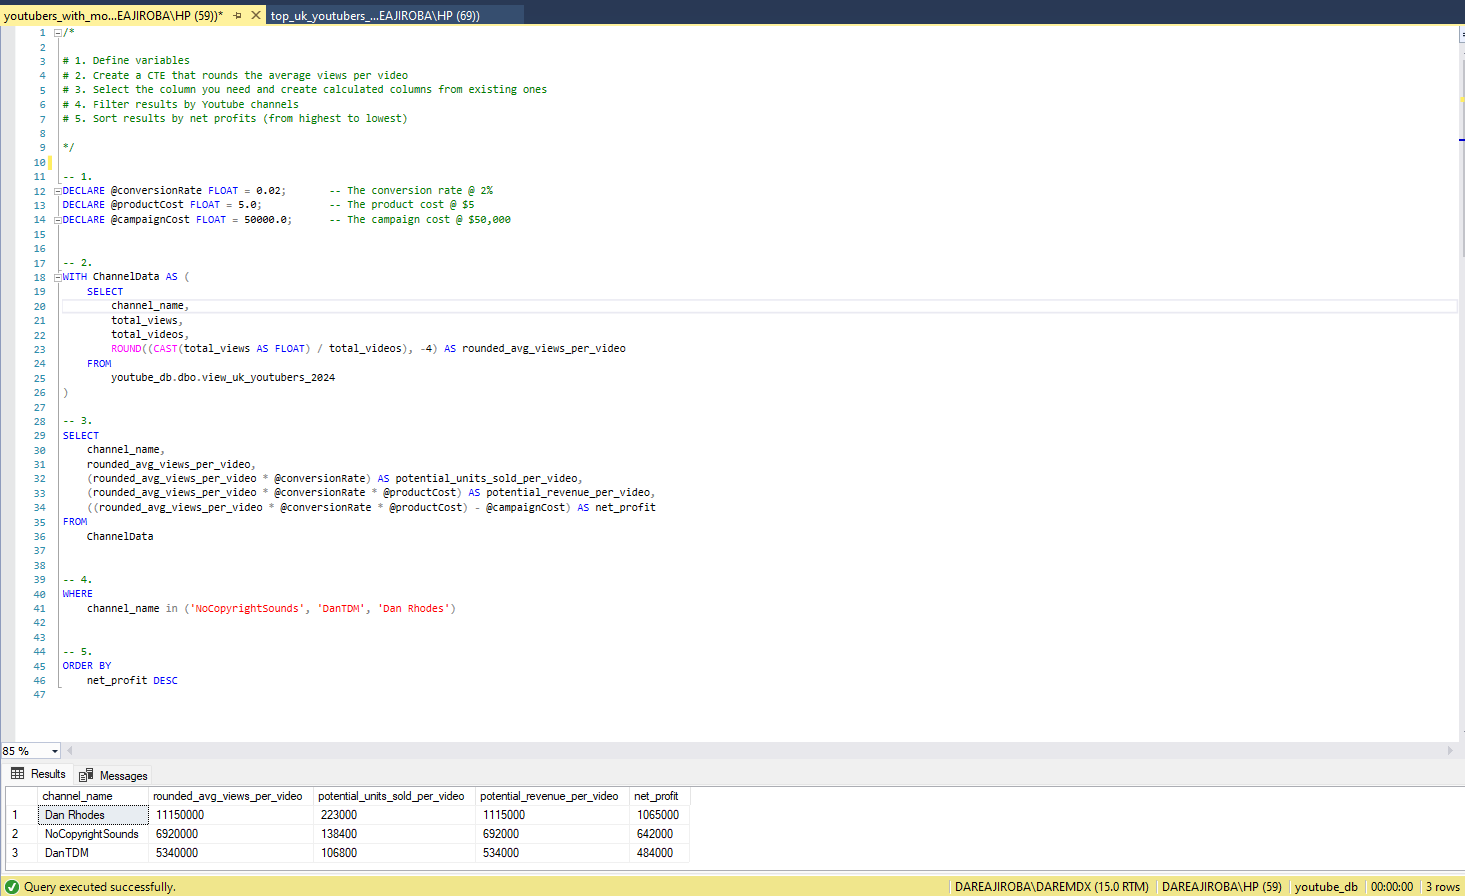 youtubers_with_mo...EAJIROBA\HP (59))* top_uk_youtubers_...EAJIROBA\HP (69))
1 /*
2
3 # 1. Define variables
4 # 2. Create a CTE that rounds the average views per video
5 # 3. Select the column you need and create calculated columns from existing ones
6 # 4. Filter results by Youtube channels
7 # 5. Sort results by net profits (from highest to lowest)
8
9 */
10
11 -- 1.
12 DECLARE @conversionRate FLOAT = 0.02; -- The conversion rate @ 2%
13 DECLARE @productCost FLOAT = 5.0; -- The product cost @ $5
14 DECLARE @campaignCost FLOAT = 50000.0; -- The campaign cost @ $50,000
15
16
17 -- 2.
18 WITH ChannelData AS (
19 SELECT
20 channel_name,
21 total_views,
22 total_videos,
23 ROUND((CAST(total_views AS FLOAT) / total_videos), -4) AS rounded_avg_views_per_video
24 FROM
25 youtube_db.dbo.view_uk_youtubers_2024
26 )
27
28 -- 3.
29 SELECT
30 channel_name,
31 rounded_avg_views_per_video,
32 (rounded_avg_views_per_video * @conversionRate) AS potential_units_sold_per_video,
33 (rounded_avg_views_per_video * @conversionRate * @productCost) AS potential_revenue_per_video,
34 ((rounded_avg_views_per_video * @conversionRate * @productCost) - @campaignCost) AS net_profit
35 FROM
36 ChannelData
37
38
39 -- 4.
40 WHERE
41 channel_name in ('NoCopyrightSounds', 'DanTDM', 'Dan Rhodes')
42
43
44 -- 5.
45 ORDER BY
46 net_profit DESC
47
85 %
Results Messages
channel_name rounded_avg_views_per_video potential_units_sold_per_video potential_revenue_per_video net_profit
1 Dan Rhodes 11150000 223000 1115000 1065000
2 NoCopyrightSounds 6920000 138400 692000 642000
3 DanTDM 5340000 106800 534000 484000
Query executed successfully. DAREAJIROBA\DAREMDX (15.0 RTM) DAREAJIROBA\HP (59) youtube_db 00:00:00 3 rows